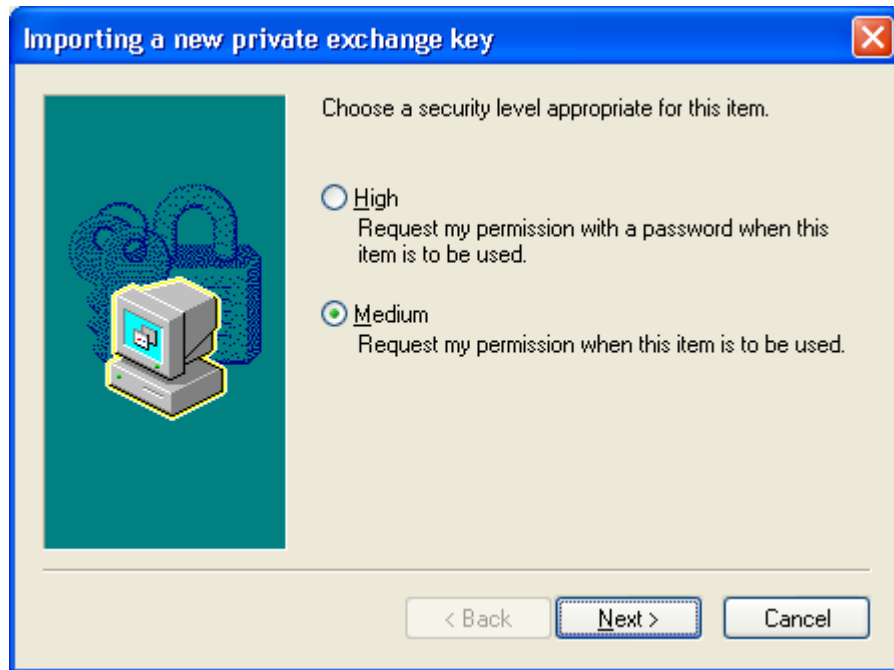 Importing a new private exchange key
Choose a security level appropriate for this item.
High
Request my permission with a password when this
item is to be used.
Medium
Request my permission when this item is to be used.
< Back
Next >
Cancel